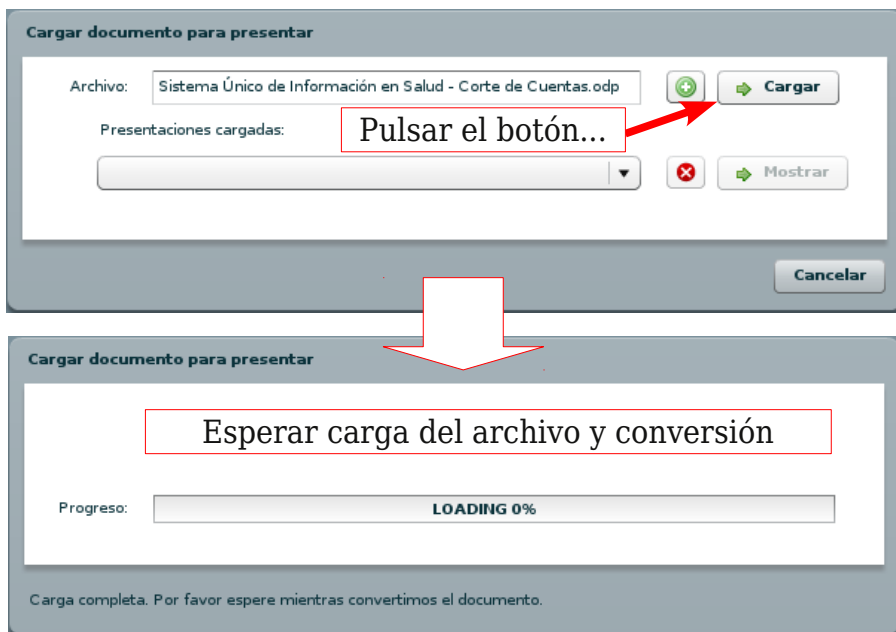 Cargar documento para presentar
Archivo: Sistema Único de Información en Salud - Corte de Cuentas.odp Cargar
Presentaciones cargadas: Pulsar el botón...
Mostrar
Cancelar
Cargar documento para presentar
Esperar carga del archivo y conversión
Progreso: LOADING 0%
Carga completa. Por favor espere mientras convertimos el documento.